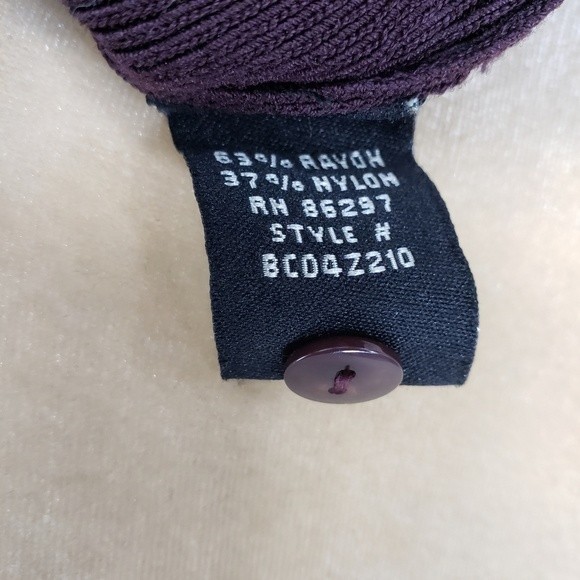 63% RAYON
37% NYLON
RN 86297
STYLE #
BCD4Z210